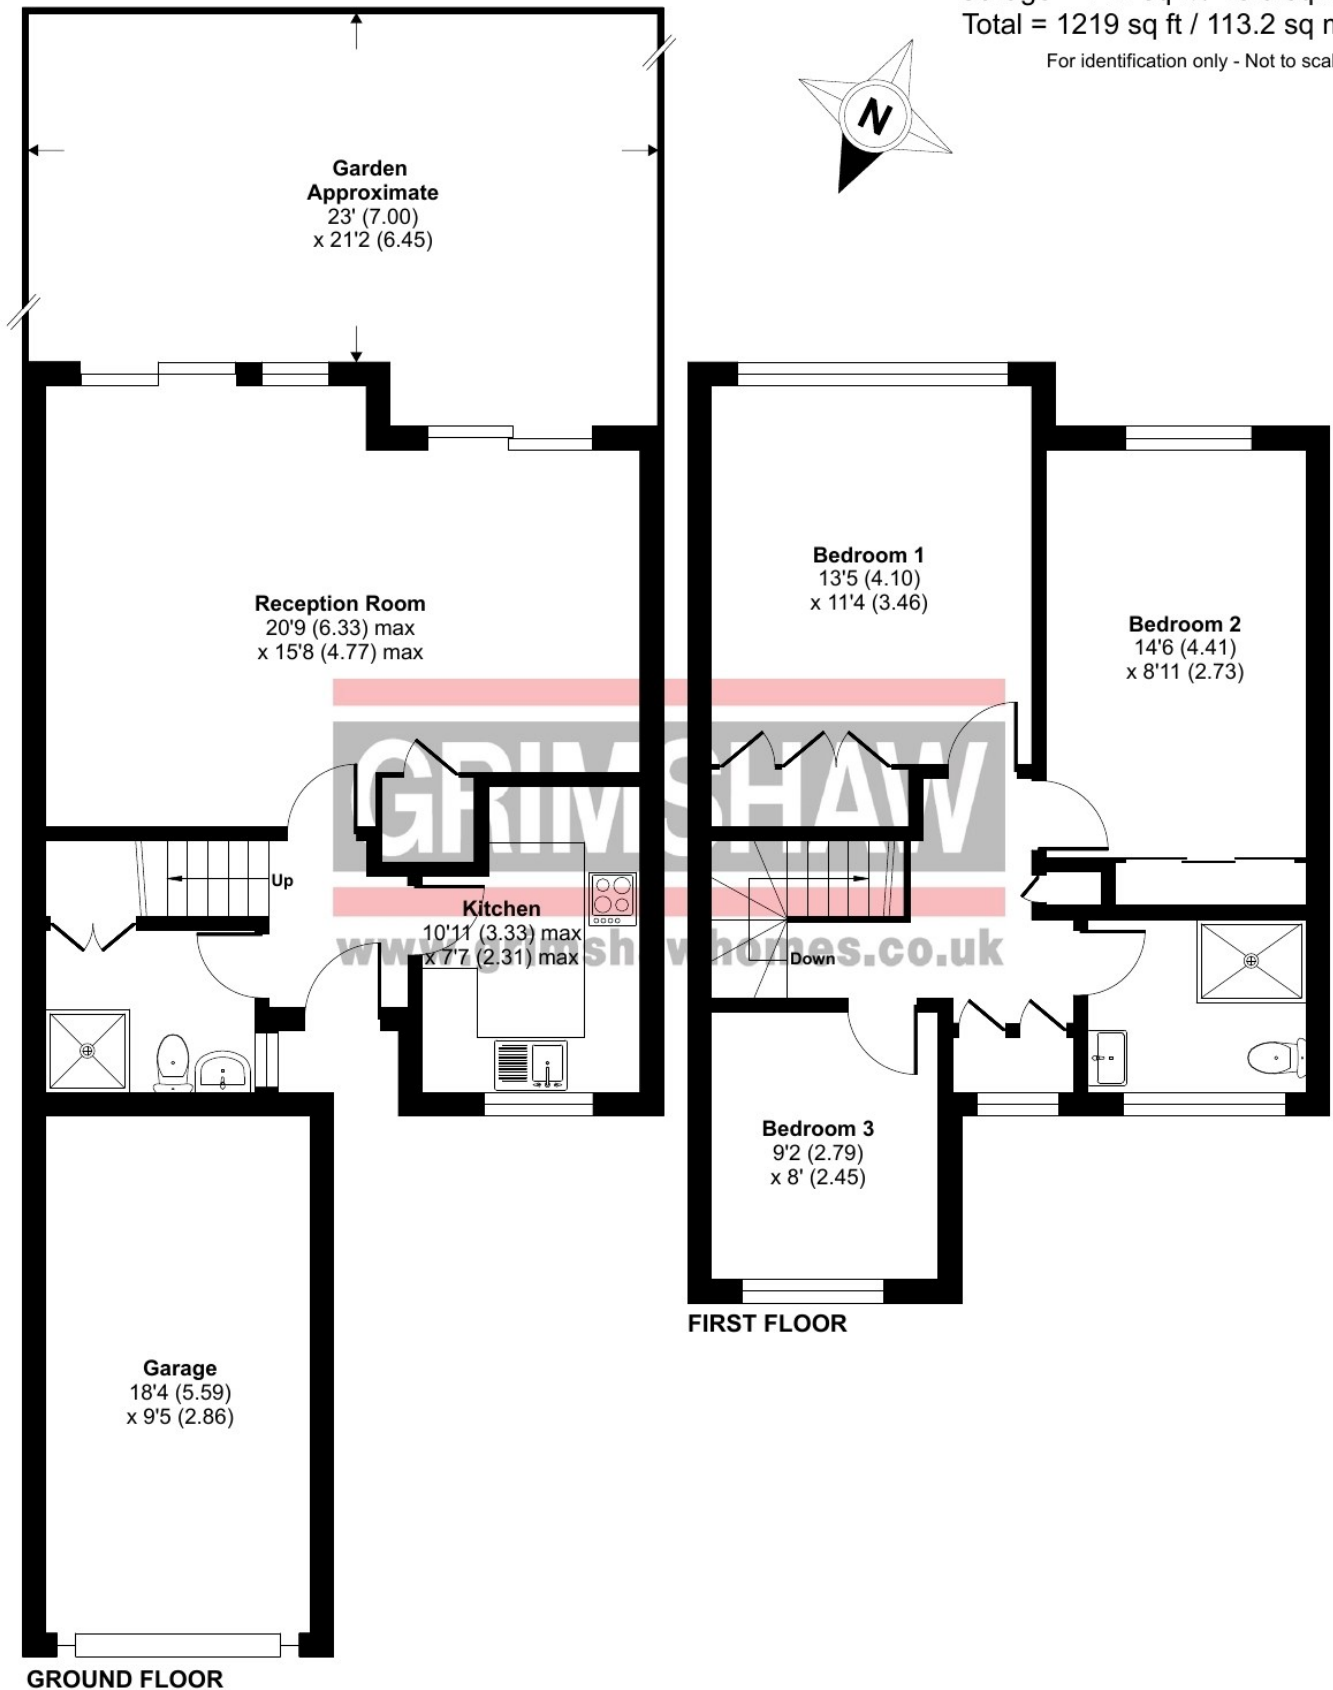 Total = 1219 sq ft / 113.2 sq
For identification only - Not to
N
Garden
Approximate
23' (7.00)
x 21'2 (6.45)
Reception Room
20'9 (6.33) max
x 15'8 (4.77) max
Bedroom 1
13'5 (4.10)
x 11'4 (3.46)
Bedroom 2
14'6 (4.41)
x 8'11 (2.73)
GRIMSHAW
www.grimshawhomes.co.uk
Up
Kitchen
10'11 (3.33) max
x 7'7 (2.31) max
Down
Bedroom 3
9'2 (2.79)
x 8' (2.45)
FIRST FLOOR
Garage
18'4 (5.59)
x 9'5 (2.86)
GROUND FLOOR